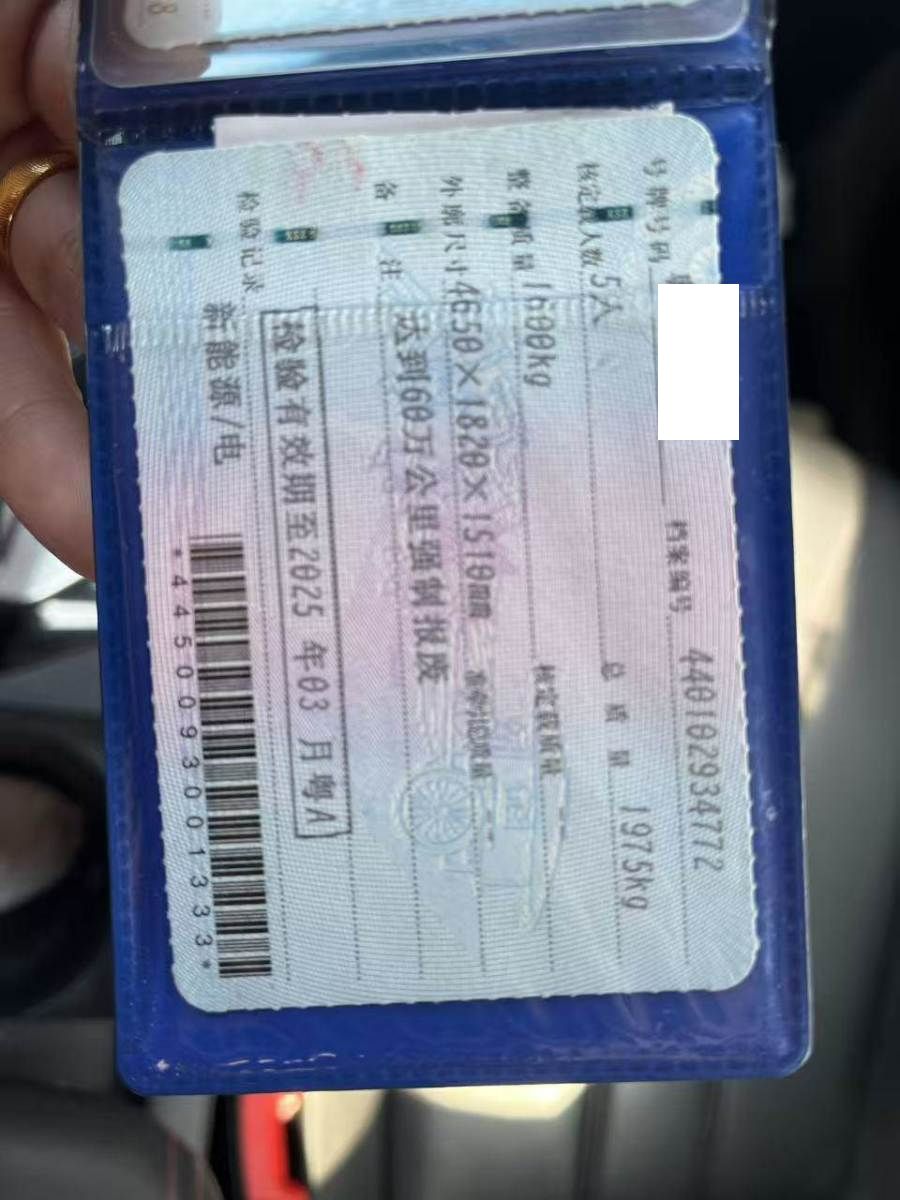 号牌号码
档案编号 440102934772
核定载人数 5人 总质量 1975kg
整备质量 1600kg 核定载质量
外廓尺寸 4650×1820×1510mm 准牵引总质量
备注 达到60万公里强制报废
检验有效期至2025 年03 月粤A
检验记录
新能源/电
*4450093001333*